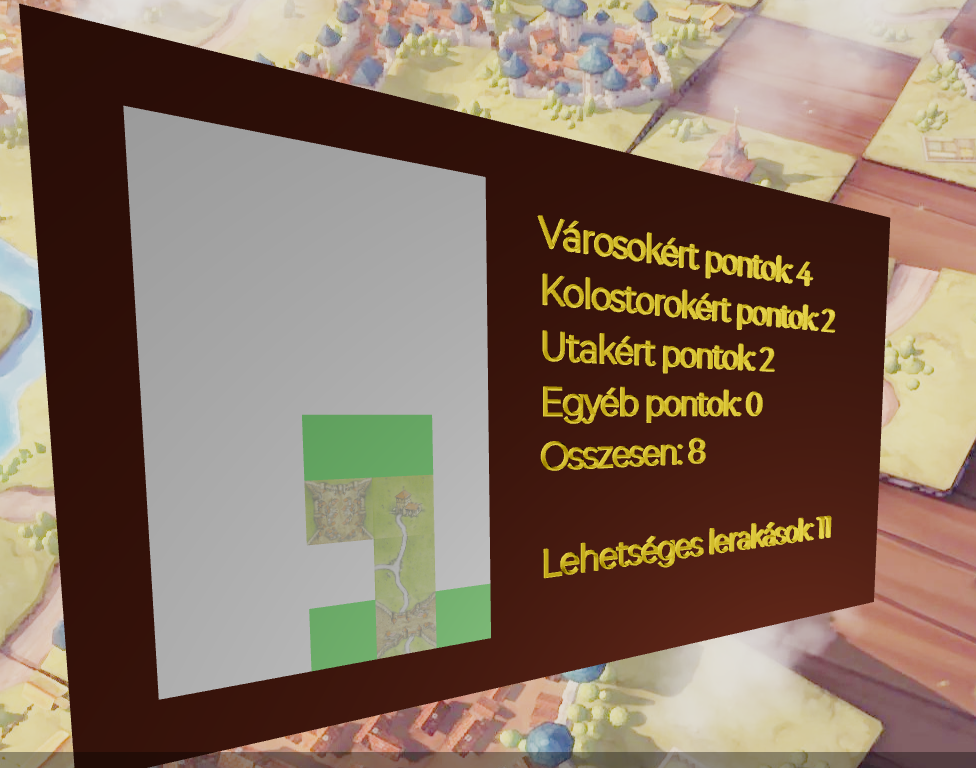 Városokért pontok: 4
Kolostorokért pontok: 2
Utakért pontok: 2
Egyéb pontok: 0
Osszesen: 8
Lehetséges lerakások: 11